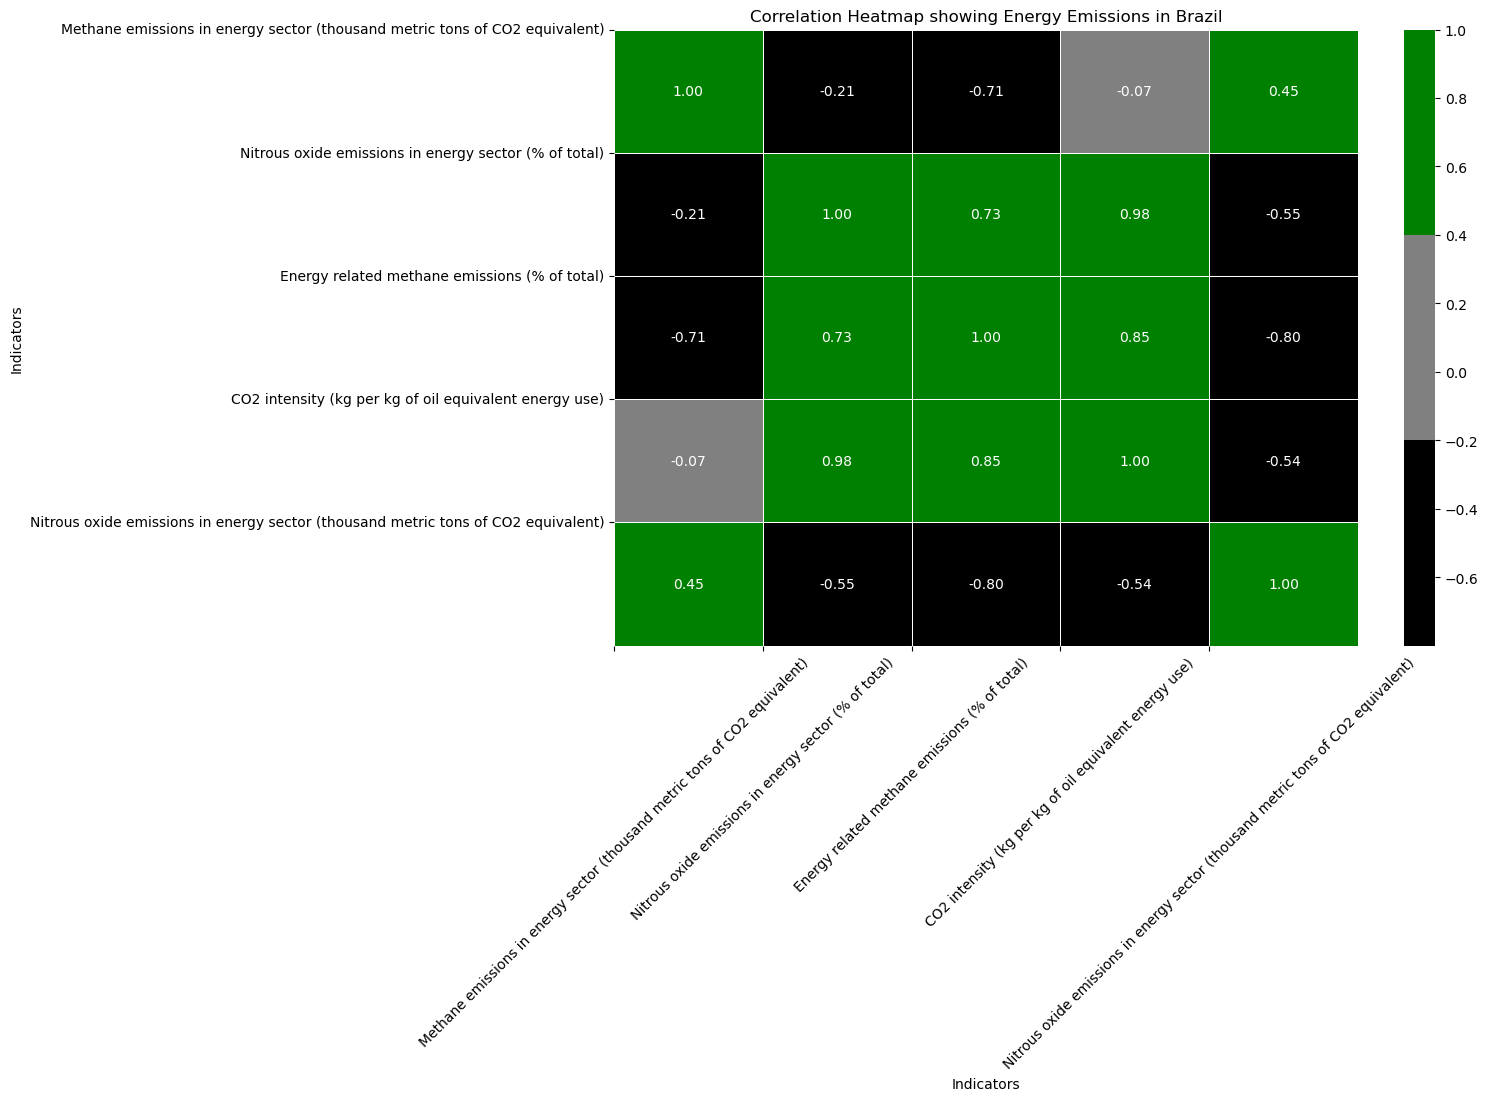 Correlation Heatmap showing Energy Emissions in Brazil
Indicators
Methane emissions in energy sector (thousand metric tons of CO2 equivalent)
1.00 -0.21 -0.71 -0.07 0.45
Nitrous oxide emissions in energy sector (% of total)
-0.21 1.00 0.73 0.98 -0.55
Energy related methane emissions (% of total)
-0.71 0.73 1.00 0.85 -0.80
CO2 intensity (kg per kg of oil equivalent energy use)
-0.07 0.98 0.85 1.00 -0.54
Nitrous oxide emissions in energy sector (thousand metric tons of CO2 equivalent)
0.45 -0.55 -0.80 -0.54 1.00
1.0
0.8
0.6
0.4
0.2
0.0
−0.2
−0.4
−0.6
Methane emissions in energy sector (thousand metric tons of CO2 equivalent)
Nitrous oxide emissions in energy sector (% of total)
Energy related methane emissions (% of total)
CO2 intensity (kg per kg of oil equivalent energy use)
Nitrous oxide emissions in energy sector (thousand metric tons of CO2 equivalent)
Indicators